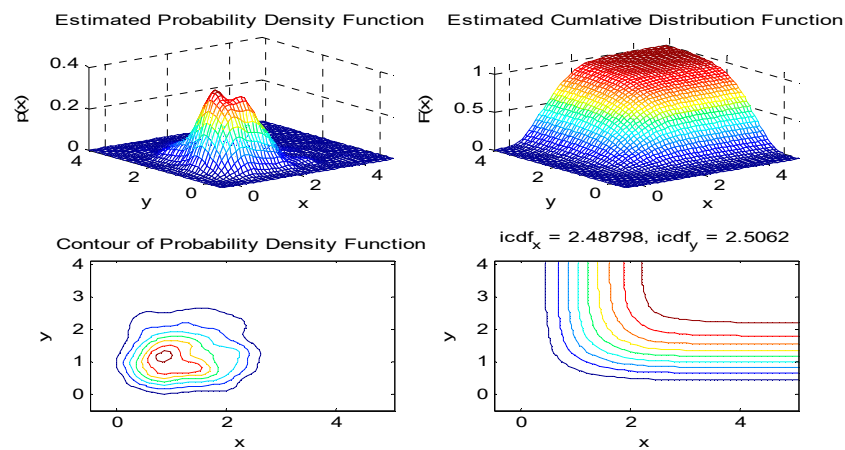 Estimated Probability Density Function
0.4
0.2
0
p(x)
4
2
0
y
0
2
4
x
Estimated Cumlative Distribution Function
1
0.5
0
F(x)
4
2
0
y
0
2
4
x
Contour of Probability Density Function
4
3
2
1
0
y
0
2
4
x
icdfx = 2.48798, icdfy = 2.5062
4
3
2
1
0
y
0
2
4
x